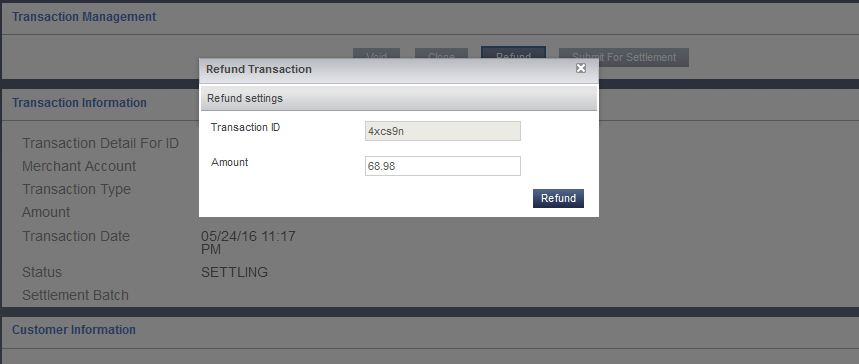 Transaction Management
Void Clone Refund Submit For Settlement
Refund Transaction
Refund settings
Transaction ID 4xcs9n
Amount 68.98
Refund
Transaction Information
Transaction Detail For ID
Merchant Account
Transaction Type
Amount
Transaction Date 05/24/16 11:17
PM
Status SETTLING
Settlement Batch
Customer Information